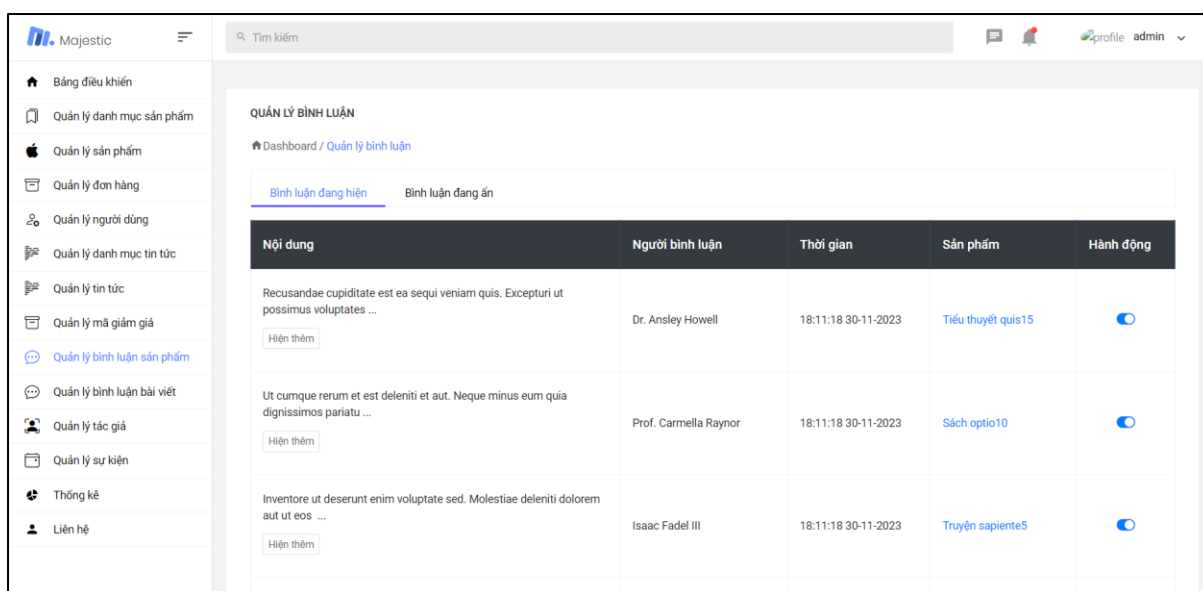 Majestic
Tìm kiếm
profile admin
Bảng điều khiển
Quản lý danh mục sản phẩm
Quản lý sản phẩm
Quản lý đơn hàng
Quản lý người dùng
Quản lý danh mục tin tức
Quản lý tin tức
Quản lý mã giảm giá
Quản lý bình luận sản phẩm
Quản lý bình luận bài viết
Quản lý tác giả
Quản lý sự kiện
Thống kê
Liên hệ
QUẢN LÝ BÌNH LUẬN
Dashboard / Quản lý bình luận
Bình luận đang hiện Bình luận đang ẩn
Nội dung Người bình luận Thời gian Sản phẩm Hành động
Recusandae cupiditate est ea sequi veniam quis. Excepturi ut
possimus voluptates ...
Hiện thêm
Dr. Ansley Howell 18:11:18 30-11-2023 Tiểu thuyết quis15
Ut cumque rerum et est deleniti et aut. Neque minus eum quia
dignissimos pariatu ...
Hiện thêm
Prof. Carmella Raynor 18:11:18 30-11-2023 Sách optio10
Inventore ut deserunt enim voluptate sed. Molestiae deleniti dolorem
aut ut eos ...
Hiện thêm
Isaac Fadel III 18:11:18 30-11-2023 Truyện sapiente5